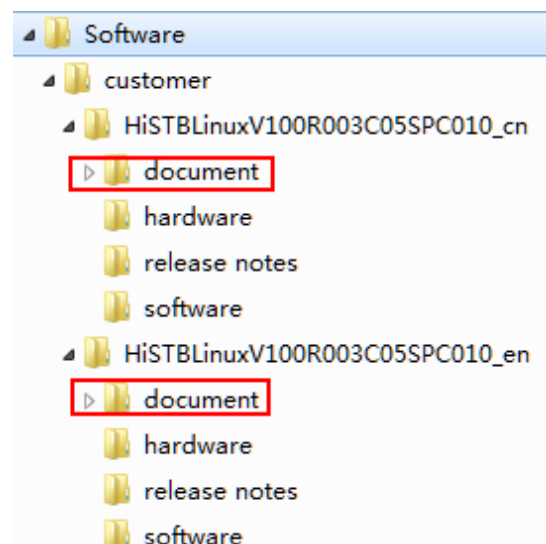 Software
customer
HiSTBLinuxV100R003C05SPC010_cn
document
hardware
release notes
software
HiSTBLinuxV100R003C05SPC010_en
document
hardware
release notes
software